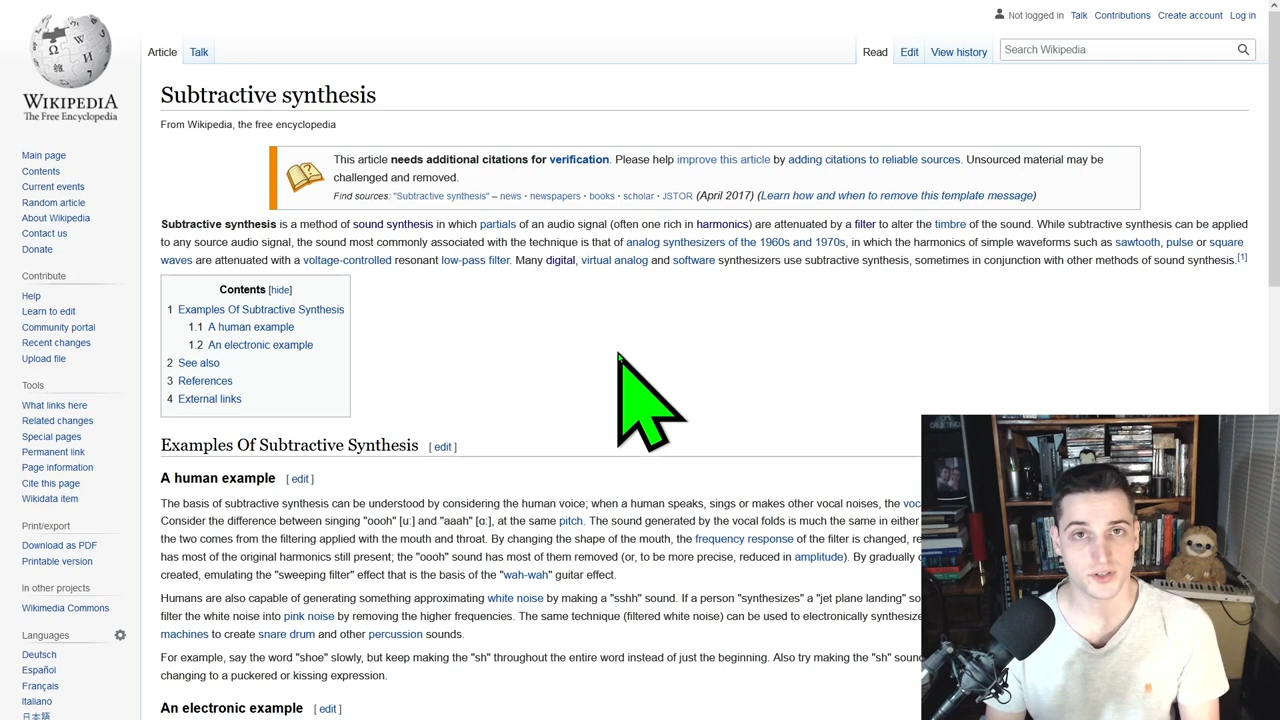 Not logged in Talk Contributions Create account Log in
Article Talk Read Edit View history Search Wikipedia
WIKIPEDIA
The Free Encyclopedia
Main page
Contents
Current events
Random article
About Wikipedia
Contact us
Donate
Contribute
Help
Learn to edit
Community portal
Recent changes
Upload file
Tools
What links here
Related changes
Special pages
Permanent link
Page information
Cite this page
Wikidata item
Print/export
Download as PDF
Printable version
In other projects
Wikimedia Commons
Languages
Deutsch
Español
Français
Italiano
日本語
Subtractive synthesis
From Wikipedia, the free encyclopedia
This article needs additional citations for verification. Please help improve this article by adding citations to reliable sources. Unsourced material may be
challenged and removed.
Find sources: "Subtractive synthesis" – news · newspapers · books · scholar · JSTOR (April 2017) (Learn how and when to remove this template message)
Subtractive synthesis is a method of sound synthesis in which partials of an audio signal (often one rich in harmonics) are attenuated by a filter to alter the timbre of the sound. While subtractive synthesis can be applied
to any source audio signal, the sound most commonly associated with the technique is that of analog synthesizers of the 1960s and 1970s, in which the harmonics of simple waveforms such as sawtooth, pulse or square
waves are attenuated with a voltage-controlled resonant low-pass filter. Many digital, virtual analog and software synthesizers use subtractive synthesis, sometimes in conjunction with other methods of sound synthesis.[1]
Contents [hide]
1 Examples Of Subtractive Synthesis
1.1 A human example
1.2 An electronic example
2 See also
3 References
4 External links
Examples Of Subtractive Synthesis [ edit ]
A human example [ edit ]
The basis of subtractive synthesis can be understood by considering the human voice; when a human speaks, sings or makes other vocal noises, the voc
Consider the difference between singing "oooh" [uː] and "aaah" [ɑː], at the same pitch. The sound generated by the vocal folds is much the same in either
the two comes from the filtering applied with the mouth and throat. By changing the shape of the mouth, the frequency response of the filter is changed, re
has most of the original harmonics still present; the "oooh" sound has most of them removed (or, to be more precise, reduced in amplitude). By gradually c
created, emulating the "sweeping filter" effect that is the basis of the "wah-wah" guitar effect.
Humans are also capable of generating something approximating white noise by making a "sshh" sound. If a person "synthesizes" a "jet plane landing" so
filter the white noise into pink noise by removing the higher frequencies. The same technique (filtered white noise) can be used to electronically synthesize
machines to create snare drum and other percussion sounds.
For example, say the word "shoe" slowly, but keep making the "sh" throughout the entire word instead of just the beginning. Also try making the "sh" sound
changing to a puckered or kissing expression.
An electronic example [ edit ]